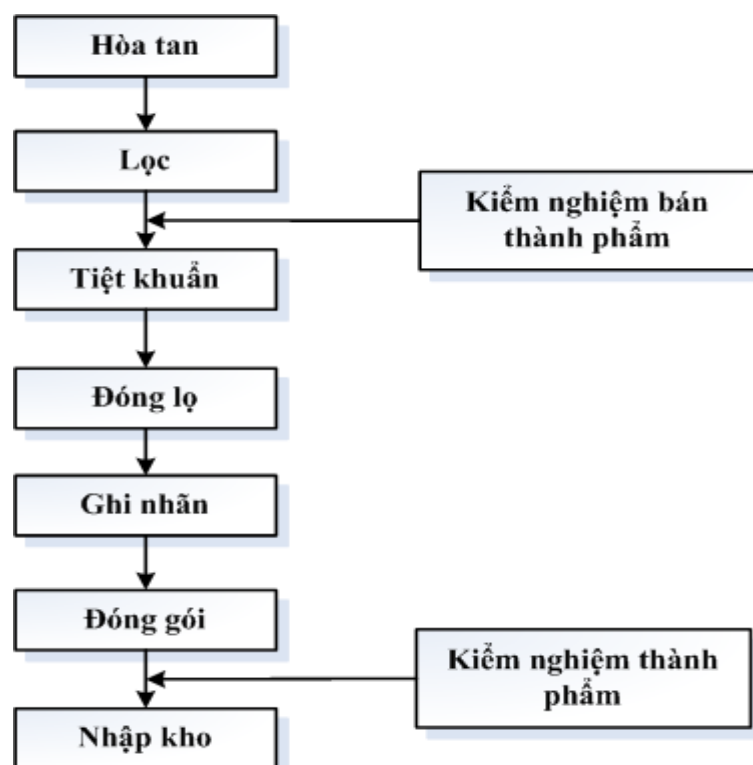 Hòa tan
Lọc
Kiểm nghiệm bán
thành phẩm
Tiệt khuẩn
Đóng lọ
Ghi nhãn
Đóng gói
Kiểm nghiệm thành
phẩm
Nhập kho